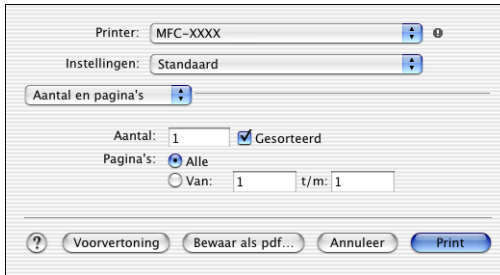 Printer: MFC-XXXX
Instellingen: Standaard
Aantal en pagina's
Aantal: 1 Gesorteerd
Pagina's: Alle
Van: 1 t/m: 1
? Voorvertoning Bewaar als pdf... Annuleer Print